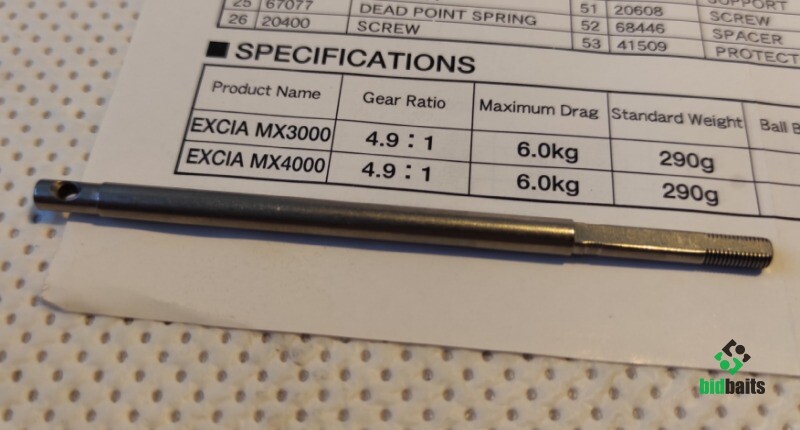 25 67077 DEAD POINT SPRING 51 20608 SUPPORT
26 20400 SCREW 52 68446 SCREW
53 41509 SPACER
PROTECT
■ SPECIFICATIONS
Product Name Gear Ratio Maximum Drag Standard Weight Ball B
EXCIA MX3000 4.9 : 1 6.0kg 290g
EXCIA MX4000 4.9 : 1 6.0kg 290g
bidbaits